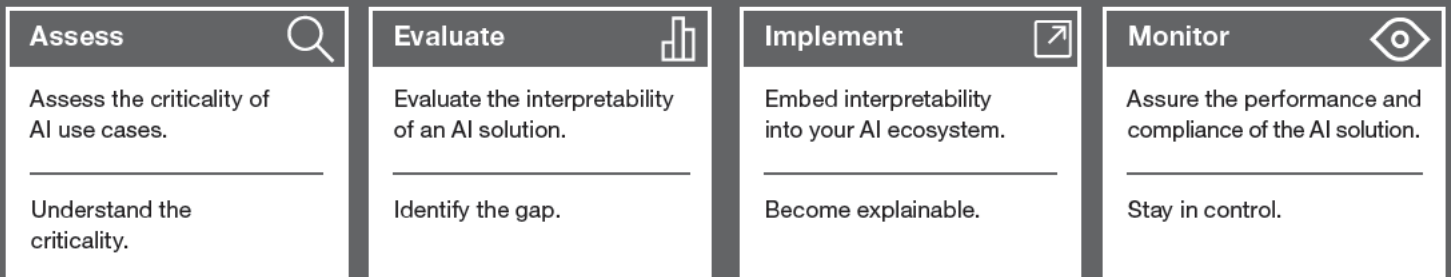 Assess
Assess the criticality of
AI use cases.
Understand the
criticality.
Evaluate
Evaluate the interpretability
of an AI solution.
Identify the gap.
Implement
Embed interpretability
into your AI ecosystem.
Become explainable.
Monitor
Assure the performance and
compliance of the AI solution.
Stay in control.